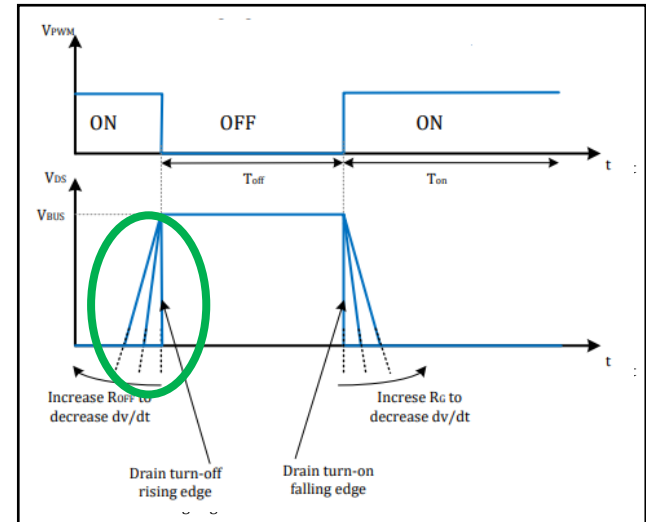 VPWM
ON
OFF
ON
t
Toff
Ton
VDS
VBUS
t
Increase ROFF to
decrease dv/dt
Increse RG to
decrease dv/dt
Drain turn-off
rising edge
Drain turn-on
falling edge